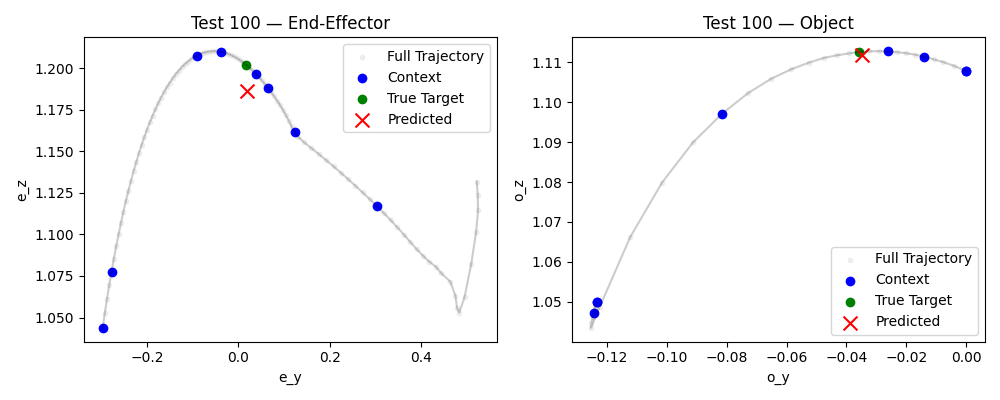 Test 100 — End-Effector
e_z
1.200
1.175
1.150
1.125
1.100
1.075
1.050
−0.2
0.0
0.2
0.4
e_y
Full Trajectory
Context
True Target
Predicted
Test 100 — Object
o_z
1.11
1.10
1.09
1.08
1.07
1.06
1.05
−0.12
−0.10
−0.08
−0.06
−0.04
−0.02
0.00
o_y
Full Trajectory
Context
True Target
Predicted